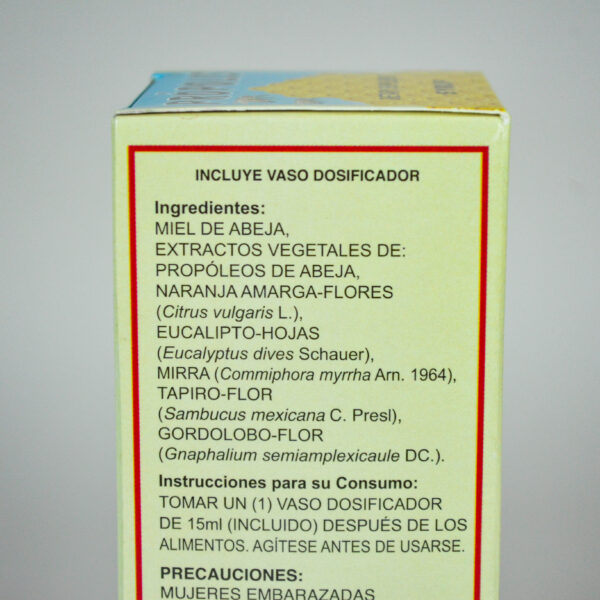 INCLUYE VASO DOSIFICADOR
Ingredientes:
MIEL DE ABEJA,
EXTRACTOS VEGETALES DE:
PROPÓLEOS DE ABEJA,
NARANJA AMARGA-FLORES
(Citrus vulgaris L.),
EUCALIPTO-HOJAS
(Eucalyptus dives Schauer),
MIRRA (Commiphora myrrha Arn. 1964),
TAPIRO-FLOR
(Sambucus mexicana C. Presl),
GORDOLOBO-FLOR
(Gnaphalium semiamplexicaule DC.).
Instrucciones para su Consumo:
TOMAR UN (1) VASO DOSIFICADOR
DE 15ml (INCLUIDO) DESPUÉS DE LOS
ALIMENTOS. AGÍTESE ANTES DE USARSE.
PRECAUCIONES:
MUJERES EMBARAZADAS